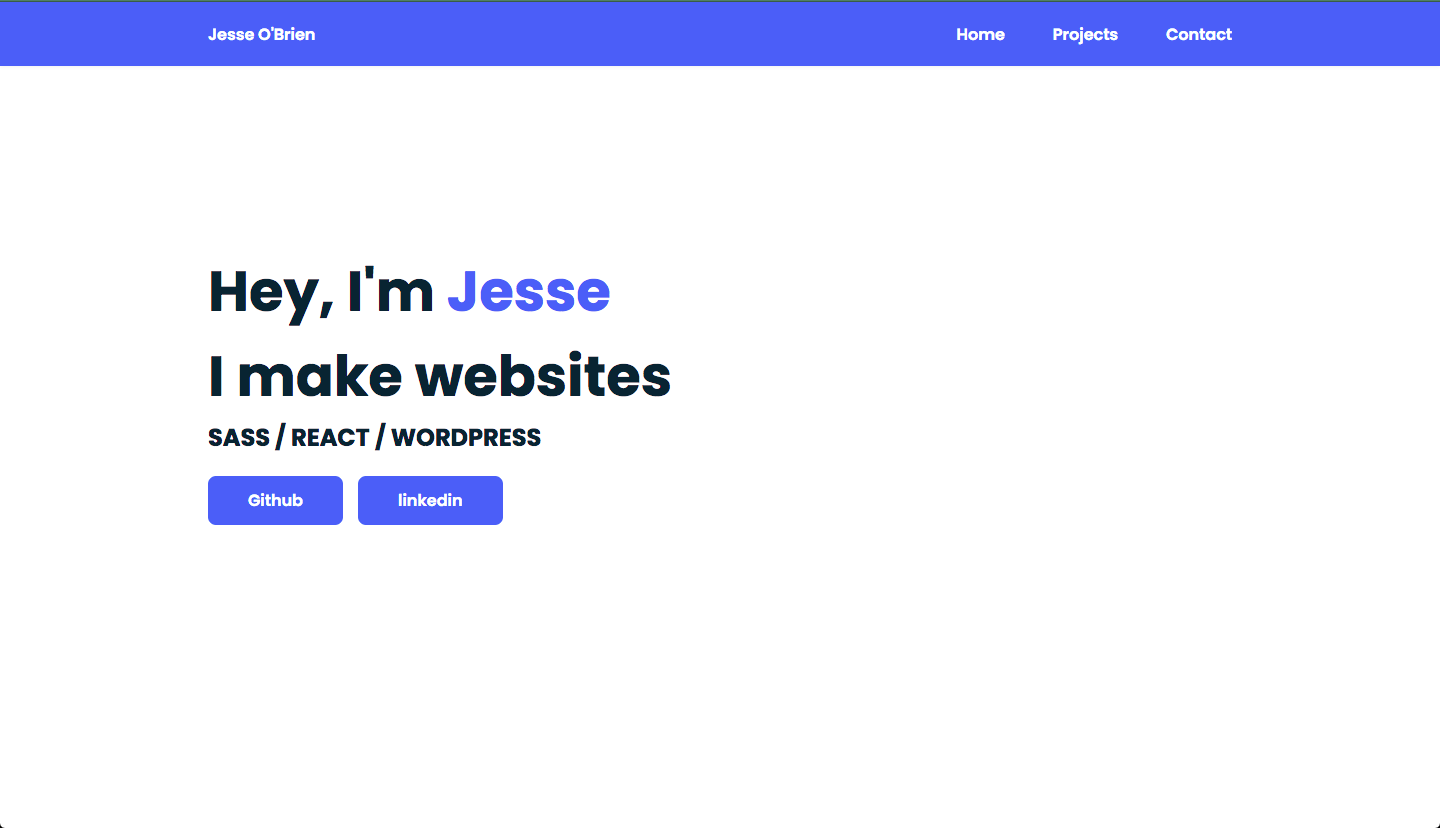 Jesse O'Brien Home Projects Contact
Hey, I'm Jesse
I make websites
SASS / REACT / WORDPRESS
Github linkedin